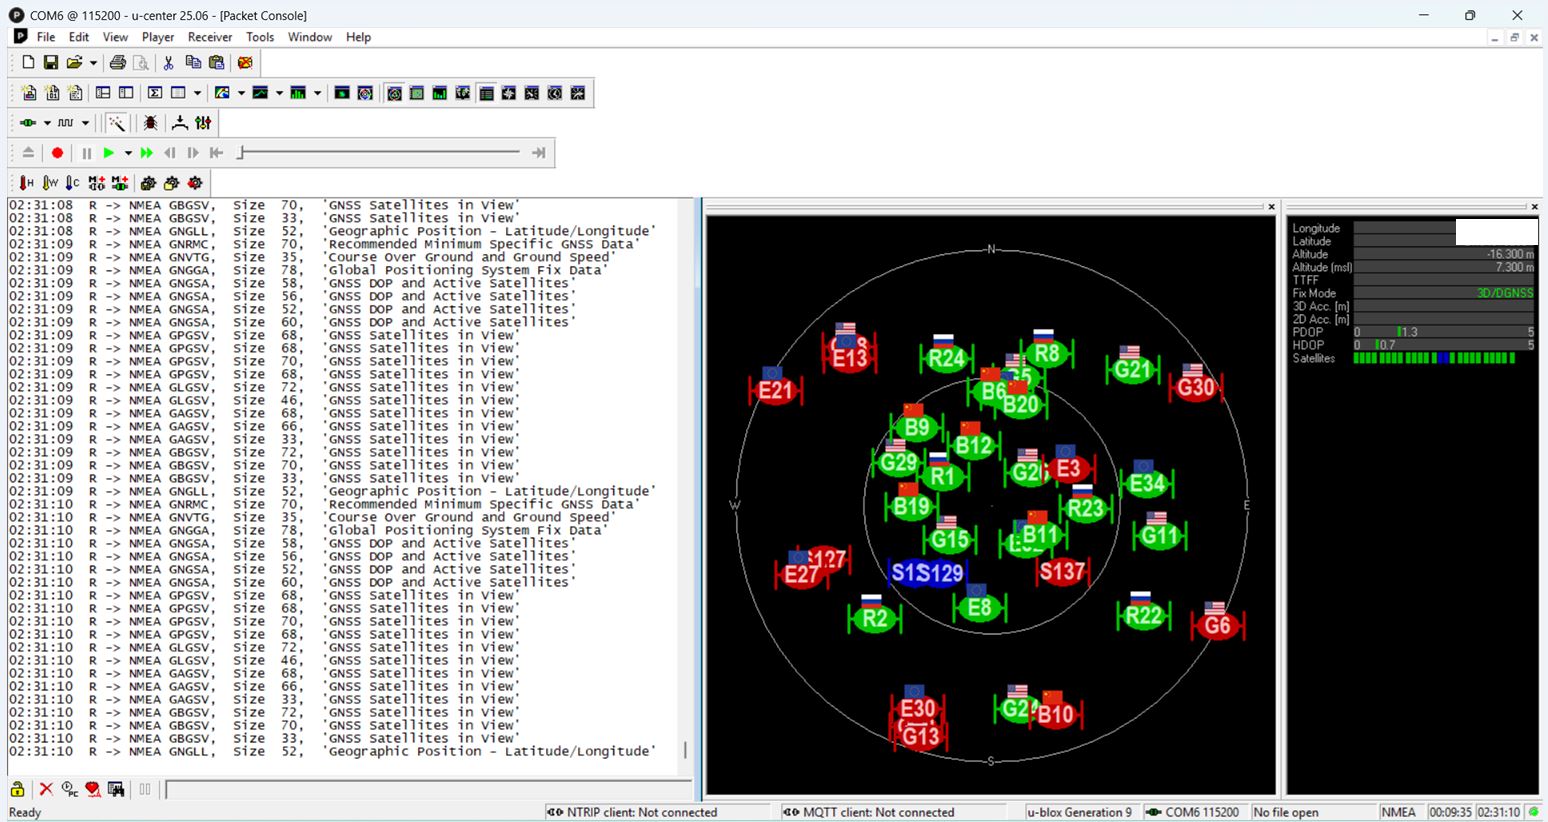 COM6 @ 115200 - u-center 25.06 - [Packet Console]
File Edit View Player Receiver Tools Window Help
02:31:08 R -> NMEA GBGSV, Size 70, 'GNSS Satellites in View'
02:31:08 R -> NMEA GBGSV, Size 33, 'GNSS Satellites in View'
02:31:08 R -> NMEA GNGLL, Size 52, 'Geographic Position - Latitude/Longitude'
02:31:09 R -> NMEA GNRMC, Size 70, 'Recommended Minimum Specific GNSS Data'
02:31:09 R -> NMEA GNVTG, Size 35, 'Course Over Ground and Ground Speed'
02:31:09 R -> NMEA GNGGA, Size 78, 'Global Positioning System Fix Data'
02:31:09 R -> NMEA GNGSA, Size 58, 'GNSS DOP and Active Satellites'
02:31:09 R -> NMEA GNGSA, Size 56, 'GNSS DOP and Active Satellites'
02:31:09 R -> NMEA GNGSA, Size 52, 'GNSS DOP and Active Satellites'
02:31:09 R -> NMEA GNGSA, Size 60, 'GNSS DOP and Active Satellites'
02:31:09 R -> NMEA GPGSV, Size 68, 'GNSS Satellites in View'
02:31:09 R -> NMEA GPGSV, Size 68, 'GNSS Satellites in View'
02:31:09 R -> NMEA GPGSV, Size 70, 'GNSS Satellites in View'
02:31:09 R -> NMEA GPGSV, Size 68, 'GNSS Satellites in View'
02:31:09 R -> NMEA GLGSV, Size 72, 'GNSS Satellites in View'
02:31:09 R -> NMEA GLGSV, Size 46, 'GNSS Satellites in View'
02:31:09 R -> NMEA GAGSV, Size 68, 'GNSS Satellites in View'
02:31:09 R -> NMEA GAGSV, Size 66, 'GNSS Satellites in View'
02:31:09 R -> NMEA GAGSV, Size 33, 'GNSS Satellites in View'
02:31:09 R -> NMEA GBGSV, Size 72, 'GNSS Satellites in View'
02:31:09 R -> NMEA GBGSV, Size 70, 'GNSS Satellites in View'
02:31:09 R -> NMEA GBGSV, Size 33, 'GNSS Satellites in View'
02:31:09 R -> NMEA GNGLL, Size 52, 'Geographic Position - Latitude/Longitude'
02:31:10 R -> NMEA GNRMC, Size 70, 'Recommended Minimum Specific GNSS Data'
02:31:10 R -> NMEA GNVTG, Size 35, 'Course Over Ground and Ground Speed'
02:31:10 R -> NMEA GNGGA, Size 78, 'Global Positioning System Fix Data'
02:31:10 R -> NMEA GNGSA, Size 58, 'GNSS DOP and Active Satellites'
02:31:10 R -> NMEA GNGSA, Size 56, 'GNSS DOP and Active Satellites'
02:31:10 R -> NMEA GNGSA, Size 52, 'GNSS DOP and Active Satellites'
02:31:10 R -> NMEA GNGSA, Size 60, 'GNSS DOP and Active Satellites'
02:31:10 R -> NMEA GPGSV, Size 68, 'GNSS Satellites in View'
02:31:10 R -> NMEA GPGSV, Size 68, 'GNSS Satellites in View'
02:31:10 R -> NMEA GPGSV, Size 70, 'GNSS Satellites in View'
02:31:10 R -> NMEA GPGSV, Size 68, 'GNSS Satellites in View'
02:31:10 R -> NMEA GLGSV, Size 72, 'GNSS Satellites in View'
02:31:10 R -> NMEA GLGSV, Size 46, 'GNSS Satellites in View'
02:31:10 R -> NMEA GAGSV, Size 68, 'GNSS Satellites in View'
02:31:10 R -> NMEA GAGSV, Size 66, 'GNSS Satellites in View'
02:31:10 R -> NMEA GAGSV, Size 33, 'GNSS Satellites in View'
02:31:10 R -> NMEA GBGSV, Size 72, 'GNSS Satellites in View'
02:31:10 R -> NMEA GBGSV, Size 70, 'GNSS Satellites in View'
02:31:10 R -> NMEA GBGSV, Size 33, 'GNSS Satellites in View'
02:31:10 R -> NMEA GNGLL, Size 52, 'Geographic Position - Latitude/Longitude'
N
E13
R24
R8
G21
E21
G5
G30
B6
B20
B9
B12
G29
R1
G26
E3
E34
W
B19
R23
E
G15
B11
G11
E27
S129
S137
E8
R2
R22
G6
E30
B10
G13
S
Longitude
Latitude
Altitude -16.300 m
Altitude (msl) 7.300 m
TTFF
Fix Mode 3D/DGNSS
3D Acc. [m]
2D Acc. [m]
PDOP 0 1.3 5
HDOP 0 0.7 5
Satellites
Ready
NTRIP client: Not connected
MQTT client: Not connected
u-blox Generation 9
COM6 115200
No file open
NMEA
00:09:35
02:31:10